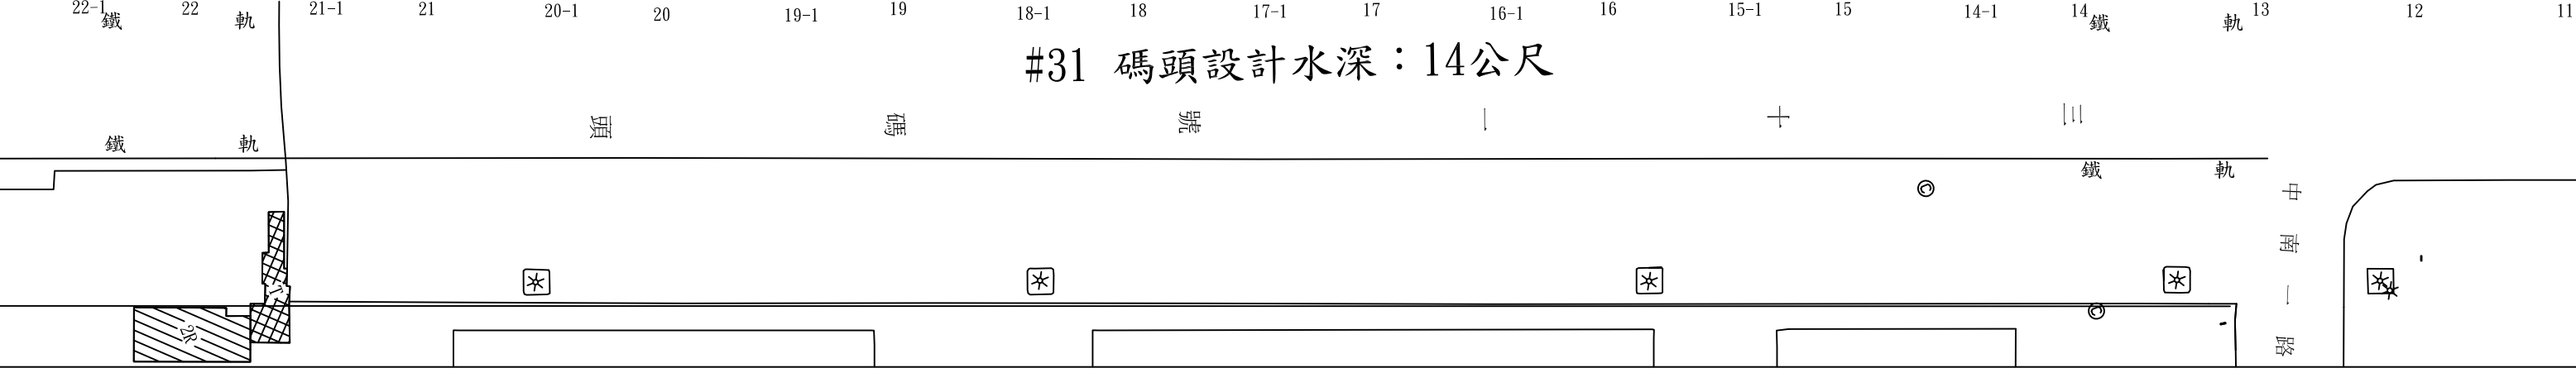 22-1 22 21-1 21 20-1 20 19-1 19 18-1 18 17-1 17 16-1 16 15-1 15 14-1 14 13 12 11
鐵 軌 鐵 軌
#31 碼頭設計水深：14公尺
三十一號碼頭
鐵 軌
鐵 軌
中南一路
T
2R
C
C